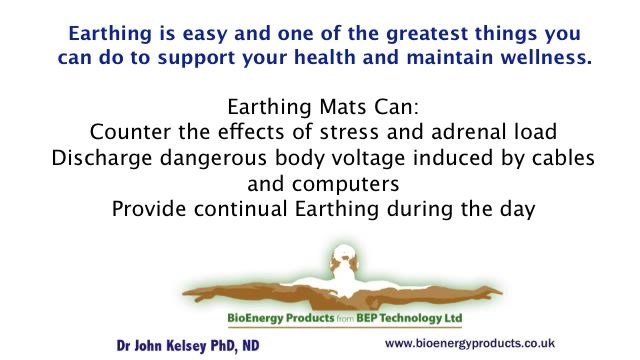 Earthing is easy and one of the greatest things you
can do to support your health and maintain wellness.
Earthing Mats Can:
Counter the effects of stress and adrenal load
Discharge dangerous body voltage induced by cables
and computers
Provide continual Earthing during the day
BioEnergy Products from BEP Technology Ltd
Dr John Kelsey PhD, ND
www.bioenergyproducts.co.uk